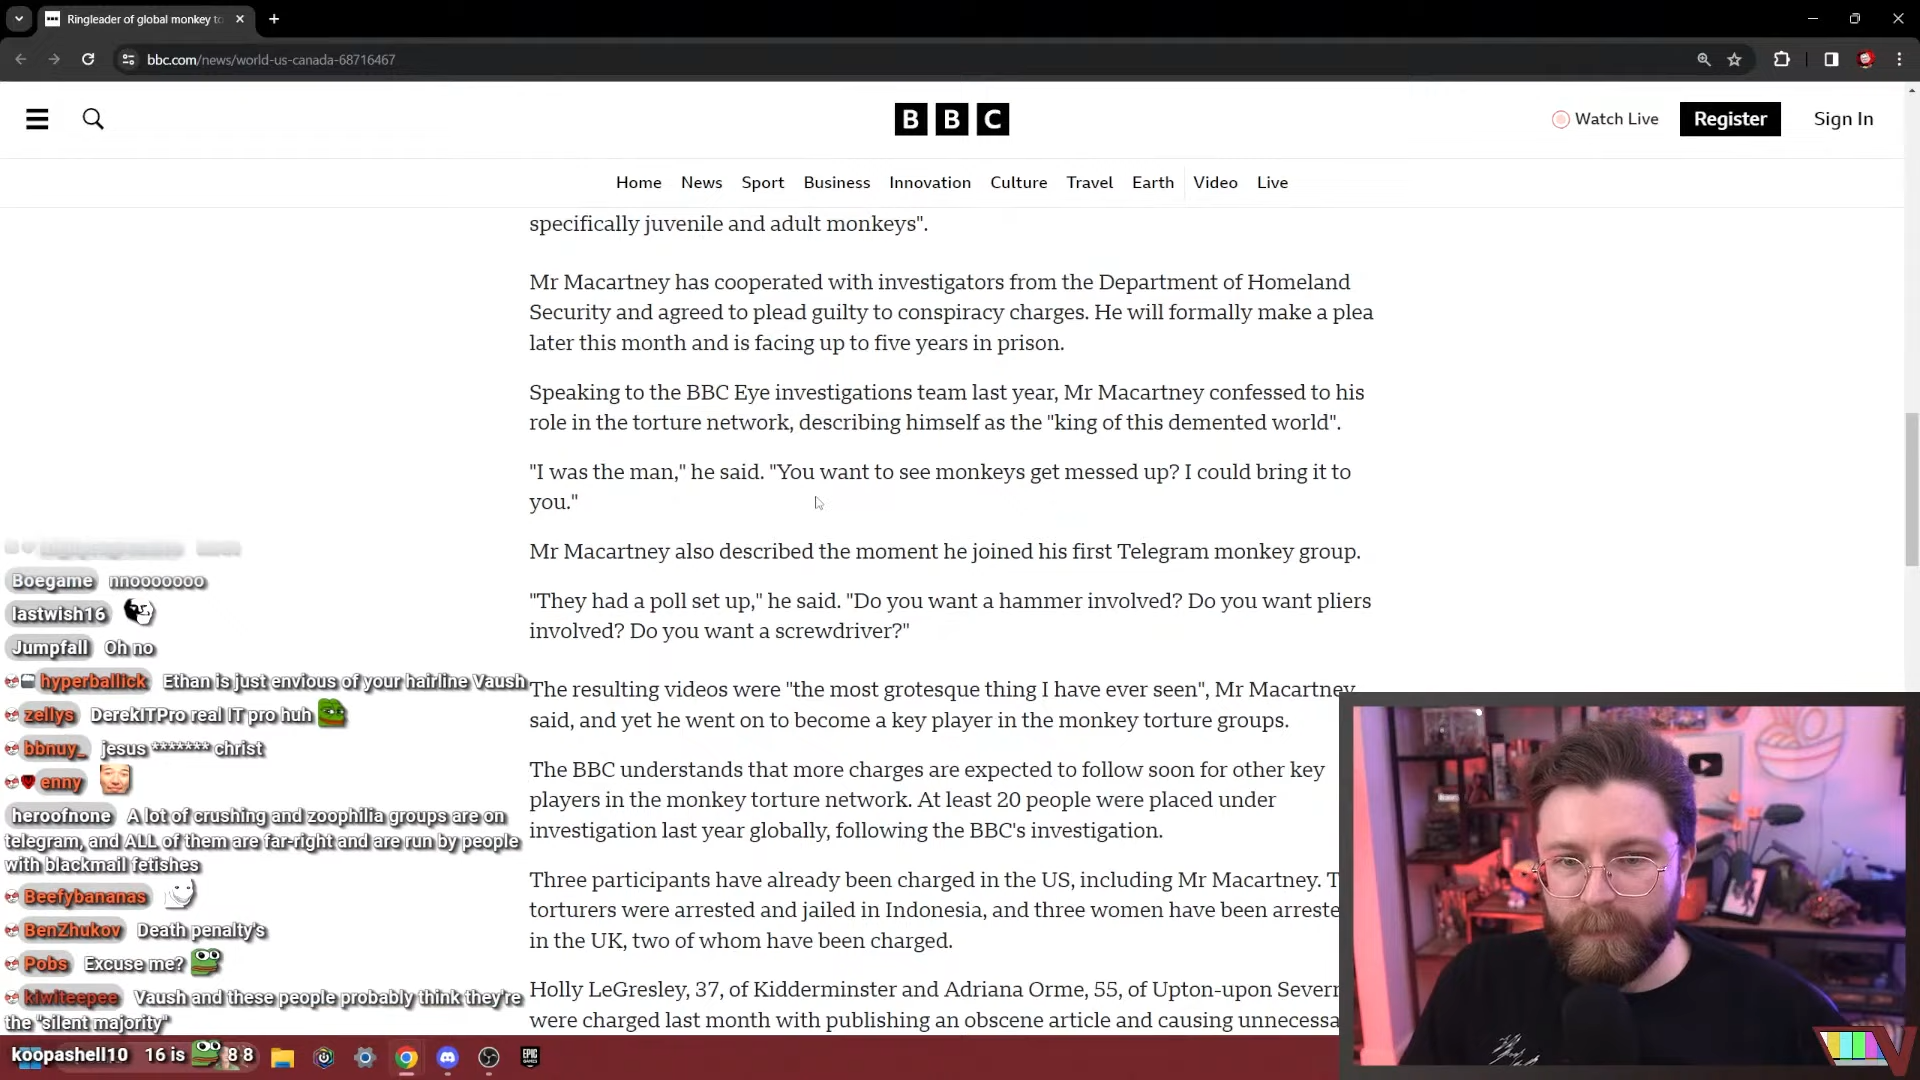 Ringleader of global monkey to
bbc.com/news/world-us-canada-68716467
BBC
Watch Live
Register
Sign In
Home News Sport Business Innovation Culture Travel Earth Video Live
specifically juvenile and adult monkeys".
Mr Macartney has cooperated with investigators from the Department of Homeland
Security and agreed to plead guilty to conspiracy charges. He will formally make a plea
later this month and is facing up to five years in prison.
Speaking to the BBC Eye investigations team last year, Mr Macartney confessed to his
role in the torture network, describing himself as the "king of this demented world".
"I was the man," he said. "You want to see monkeys get messed up? I could bring it to
you."
Mr Macartney also described the moment he joined his first Telegram monkey group.
"They had a poll set up," he said. "Do you want a hammer involved? Do you want pliers
involved? Do you want a screwdriver?"
The resulting videos were "the most grotesque thing I have ever seen", Mr Macartney
said, and yet he went on to become a key player in the monkey torture groups.
The BBC understands that more charges are expected to follow soon for other key
players in the monkey torture network. At least 20 people were placed under
investigation last year globally, following the BBC's investigation.
Three participants have already been charged in the US, including Mr Macartney. T
torturers were arrested and jailed in Indonesia, and three women have been arreste
in the UK, two of whom have been charged.
Holly LeGresley, 37, of Kidderminster and Adriana Orme, 55, of Upton-upon Severn
were charged last month with publishing an obscene article and causing unnecessa
Boegame nnooooooo
lastwish16
Jumpfall Oh no
hyperballick Ethan is just envious of your hairline Vaush
zellys DerekITPro real IT pro huh
bbnuy_ jesus ******* christ
enny
heroofnone A lot of crushing and zoophilia groups are on
telegram, and ALL of them are far-right and are run by people
with blackmail fetishes
Beefybananas
BenZhukov Death penalty's
Pobs Excuse me?
kiwiteepee Vaush and these people probably think they're
the "silent majority"
koopashell10 16 is 8 8
EPIC
GAMES